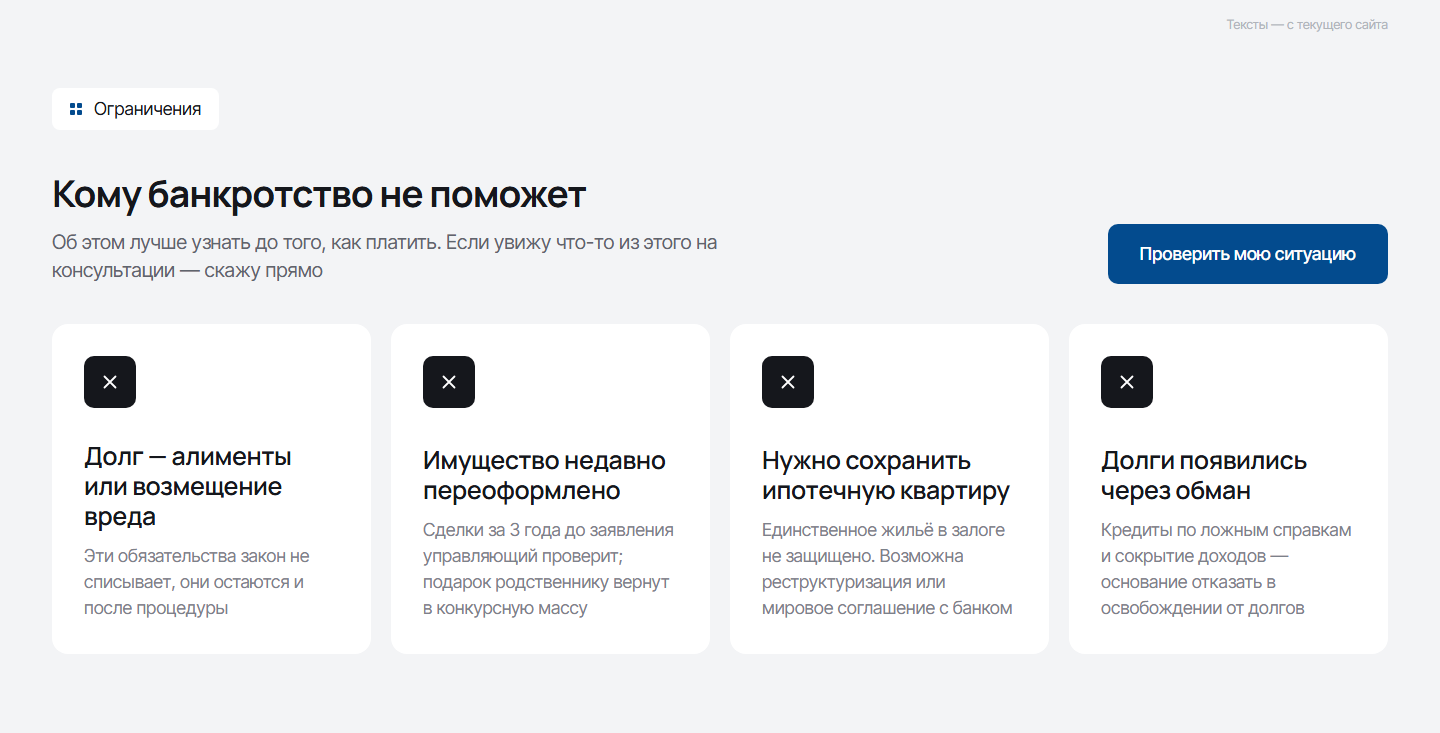 Тексты — с текущего сайта
Ограничения
Кому банкротство не поможет
Об этом лучше узнать до того, как платить. Если увижу что-то из этого на
консультации — скажу прямо
Проверить мою ситуацию
Долг — алименты
или возмещение
вреда
Эти обязательства закон не
списывает, они остаются и
после процедуры
Имущество недавно
переоформлено
Сделки за 3 года до заявления
управляющий проверит;
подарок родственнику вернут
в конкурсную массу
Нужно сохранить
ипотечную квартиру
Единственное жильё в залоге
не защищено. Возможна
реструктуризация или
мировое соглашение с банком
Долги появились
через обман
Кредиты по ложным справкам
и сокрытие доходов —
основание отказать в
освобождении от долгов